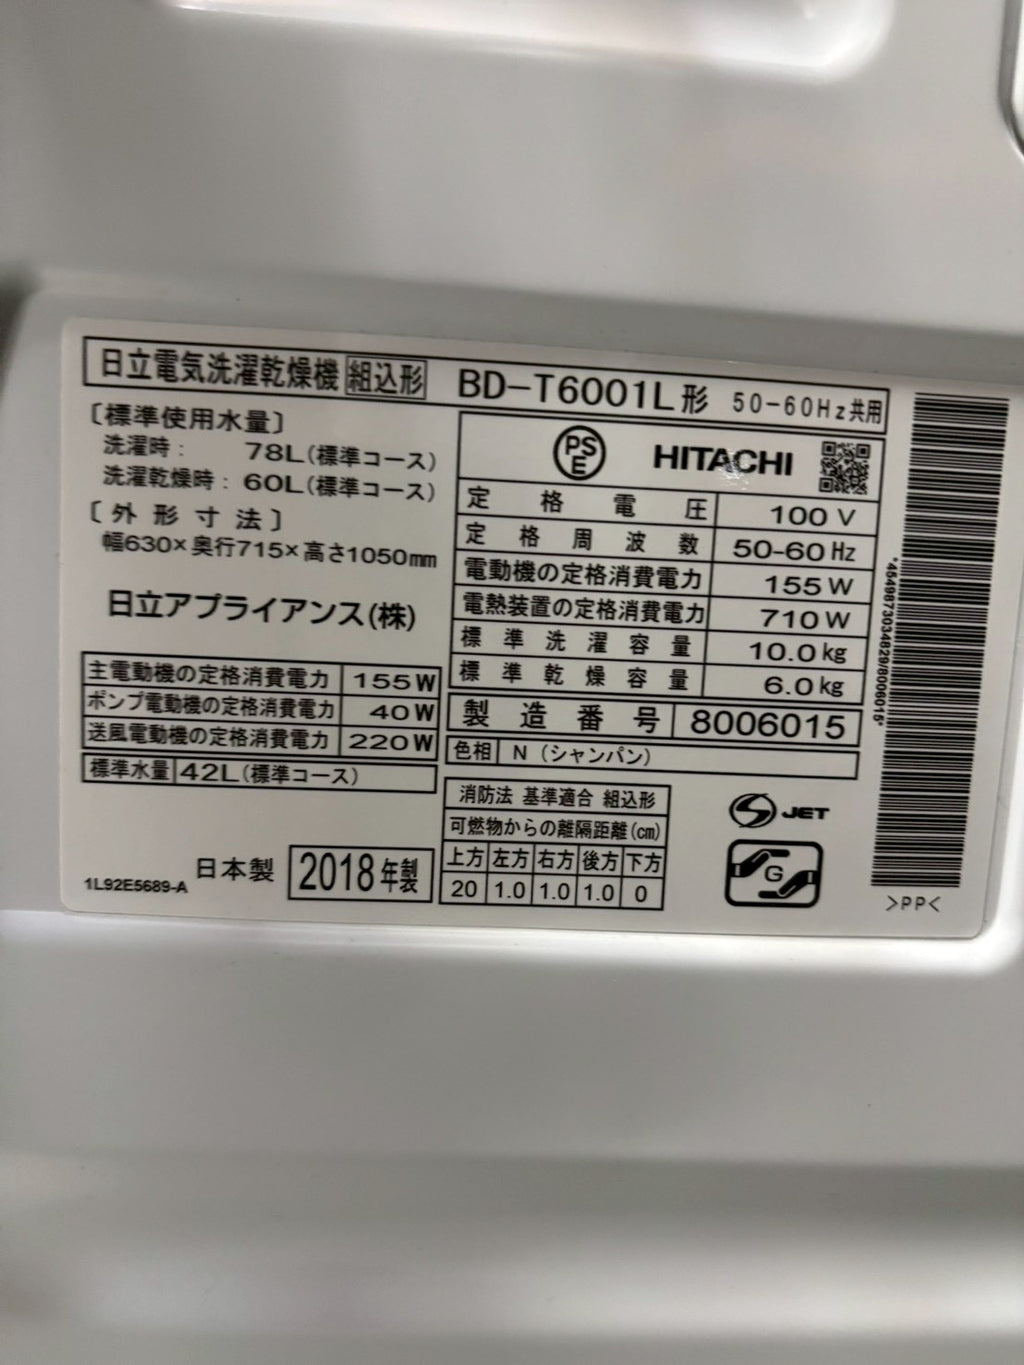 日立電気洗濯乾燥機 組込形 BD-T6001L形 50-60Hz共用
〔標準使用水量〕
洗濯時： 78L(標準コース)
洗濯乾燥時：60L(標準コース)
〔外形寸法〕
幅630×奥行715×高さ1050mm
日立アプライアンス(株)
主電動機の定格消費電力 155W
ポンプ電動機の定格消費電力 40W
送風電動機の定格消費電力 220W
標準水量 42L(標準コース)
1L92E5689-A 日本製 2018年製
PS E HITACHI
定格電圧 100V
定格周波数 50-60Hz
電動機の定格消費電力 155W
電熱装置の定格消費電力 710W
標準洗濯容量 10.0kg
標準乾燥容量 6.0kg
製造番号 8006015
色相 N（シャンパン）
消防法 基準適合 組込形
可燃物からの離隔距離(cm)
上方 左方 右方 後方 下方
20 1.0 1.0 1.0 0
S JET
G
*4549873034829/8006015*
>PP<